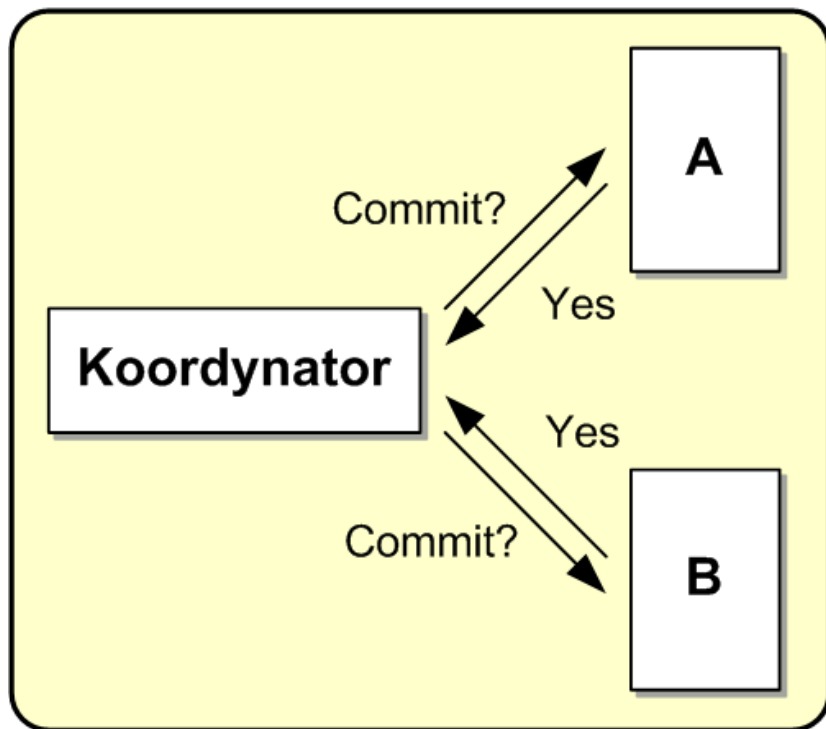 A
Commit?
Yes
Koordynator
Yes
Commit?
B